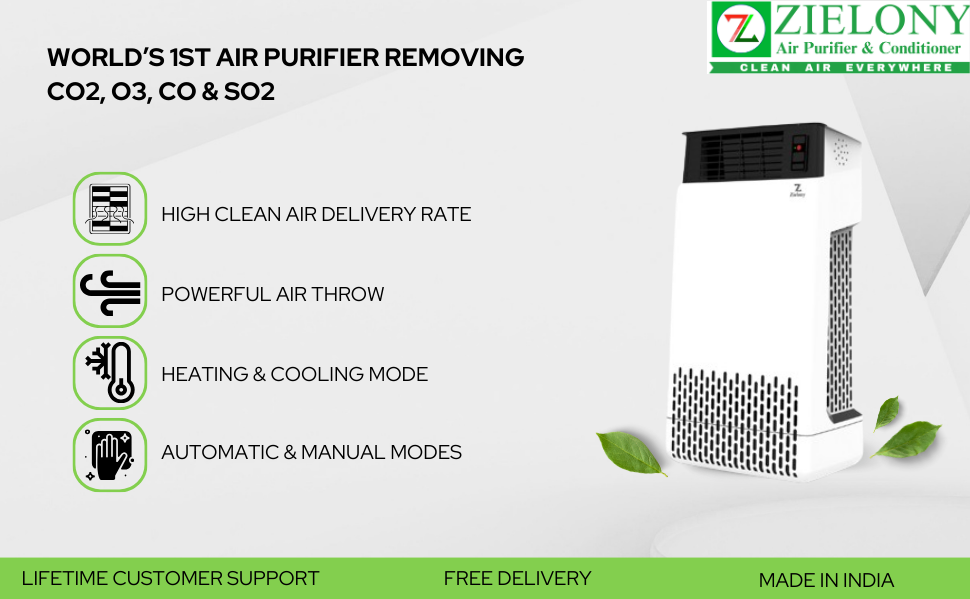 WORLD’S 1ST AIR PURIFIER REMOVING
CO2, O3, CO & SO2
ZIELONY
Air Purifier & Conditioner
CLEAN AIR EVERYWHERE
HIGH CLEAN AIR DELIVERY RATE
POWERFUL AIR THROW
HEATING & COOLING MODE
AUTOMATIC & MANUAL MODES
Z
Zielony
LIFETIME CUSTOMER SUPPORT
FREE DELIVERY
MADE IN INDIA